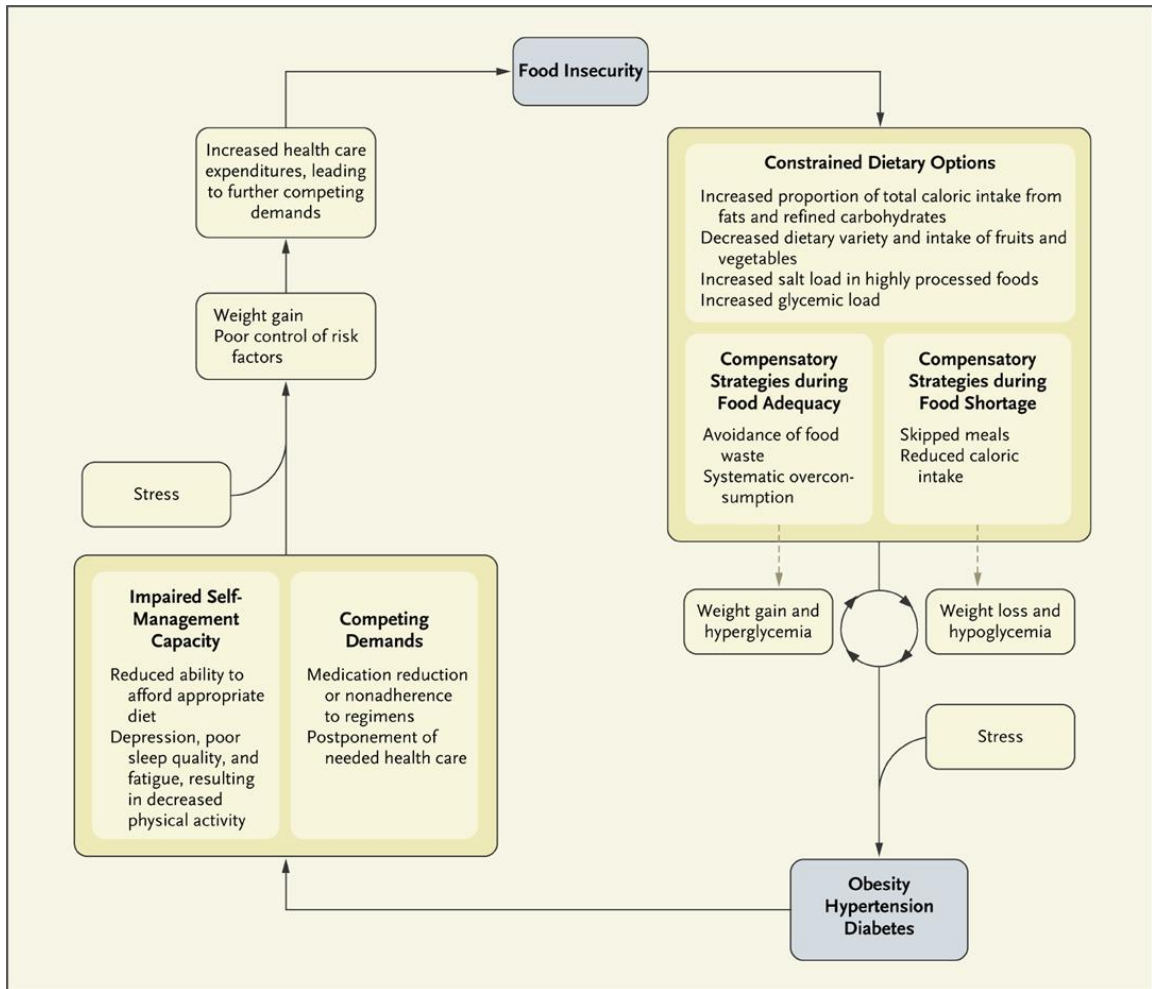 Food Insecurity
Increased health care
expenditures, leading
to further competing
demands
Weight gain
Poor control of risk
factors
Stress
Impaired Self-
Management
Capacity
Reduced ability to
afford appropriate
diet
Depression, poor
sleep quality, and
fatigue, resulting
in decreased
physical activity
Competing
Demands
Medication reduction
or nonadherence
to regimens
Postponement of
needed health care
Constrained Dietary Options
Increased proportion of total caloric intake from
fats and refined carbohydrates
Decreased dietary variety and intake of fruits and
vegetables
Increased salt load in highly processed foods
Increased glycemic load
Compensatory
Strategies during
Food Adequacy
Avoidance of food
waste
Systematic overcon-
sumption
Compensatory
Strategies during
Food Shortage
Skipped meals
Reduced caloric
intake
Weight gain and
hyperglycemia
Weight loss and
hypoglycemia
Stress
Obesity
Hypertension
Diabetes